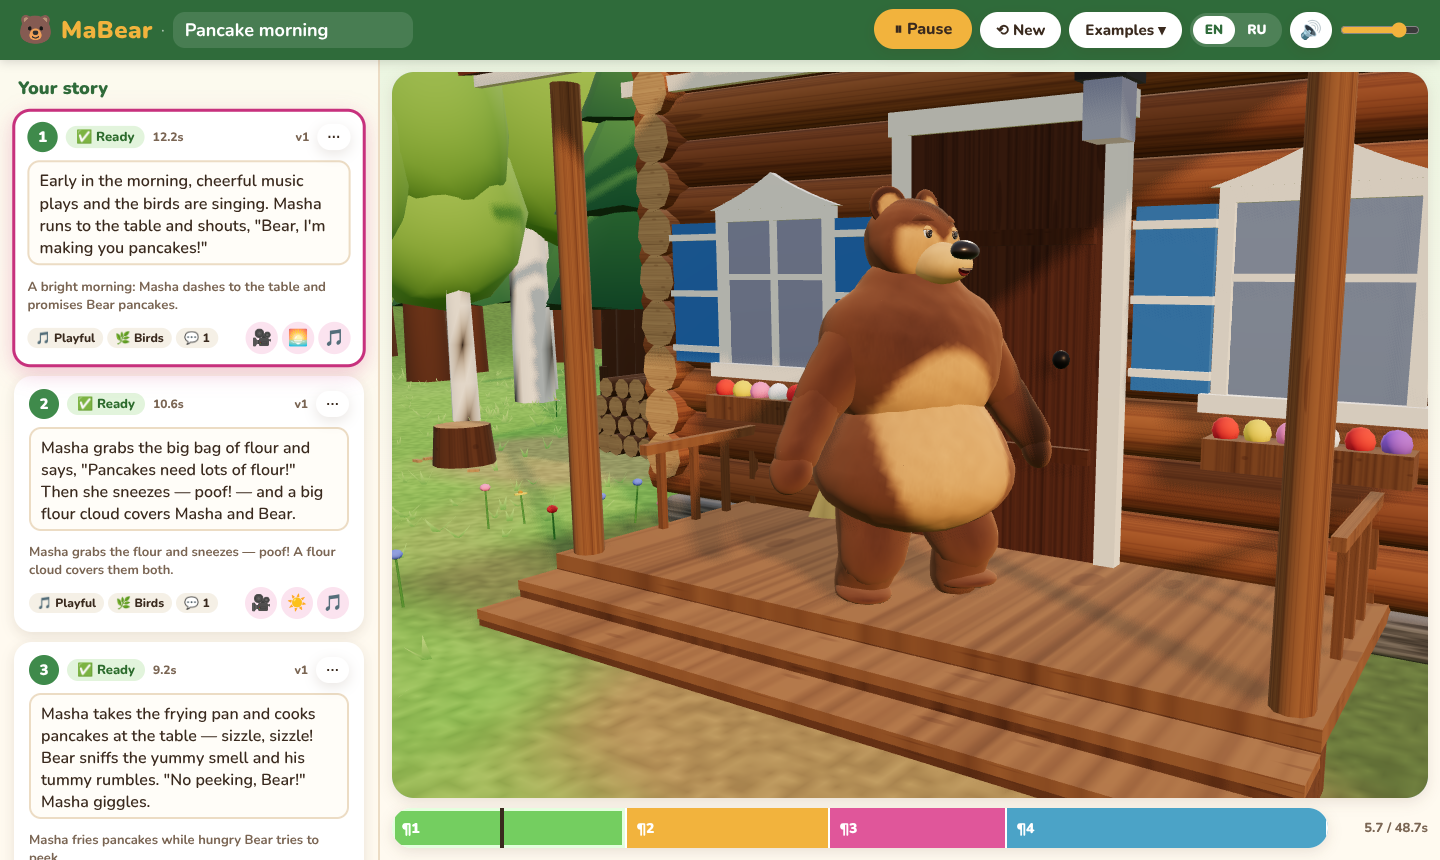 MaBear · Pancake morning
Pause
New
Examples ▾
EN RU
Your story
1 Ready 12.2s v1 ...
Early in the morning, cheerful music
plays and the birds are singing. Masha
runs to the table and shouts, "Bear, I'm
making you pancakes!"
A bright morning: Masha dashes to the table and
promises Bear pancakes.
Playful Birds 1
2 Ready 10.6s v1 ...
Masha grabs the big bag of flour and
says, "Pancakes need lots of flour!"
Then she sneezes — poof! — and a big
flour cloud covers Masha and Bear.
Masha grabs the flour and sneezes — poof! A flour
cloud covers them both.
Playful Birds 1
3 Ready 9.2s v1 ...
Masha takes the frying pan and cooks
pancakes at the table — sizzle, sizzle!
Bear sniffs the yummy smell and his
tummy rumbles. "No peeking, Bear!"
Masha giggles.
Masha fries pancakes while hungry Bear tries to
peek
¶1 ¶2 ¶3 ¶4 5.7 / 48.7s